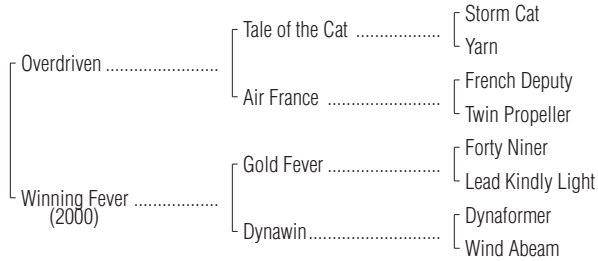 Storm Cat
Tale of the Cat ..................
Yarn
Overdriven ........................
French Deputy
Air France ........................
Twin Propeller
Forty Niner
Gold Fever ........................
Lead Kindly Light
Winning Fever ..................
(2000)
Dynaformer
Dynawin............................
Wind Abeam